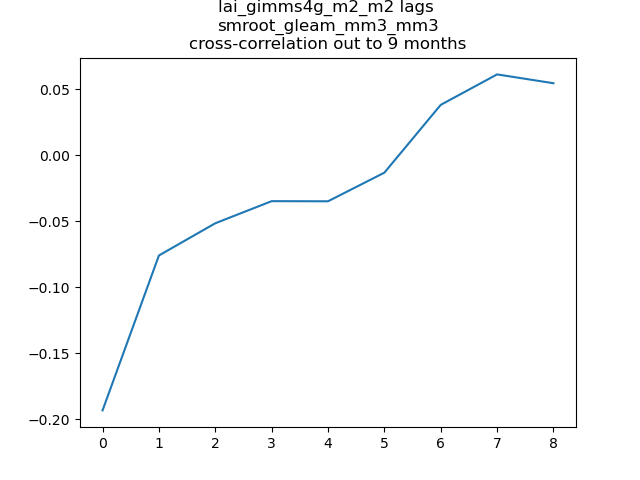 lai_gimms4g_m2_m2 lags
smroot_gleam_mm3_mm3
cross-correlation out to 9 months
0.05
0.00
−0.05
−0.10
−0.15
−0.20
0 1 2 3 4 5 6 7 8